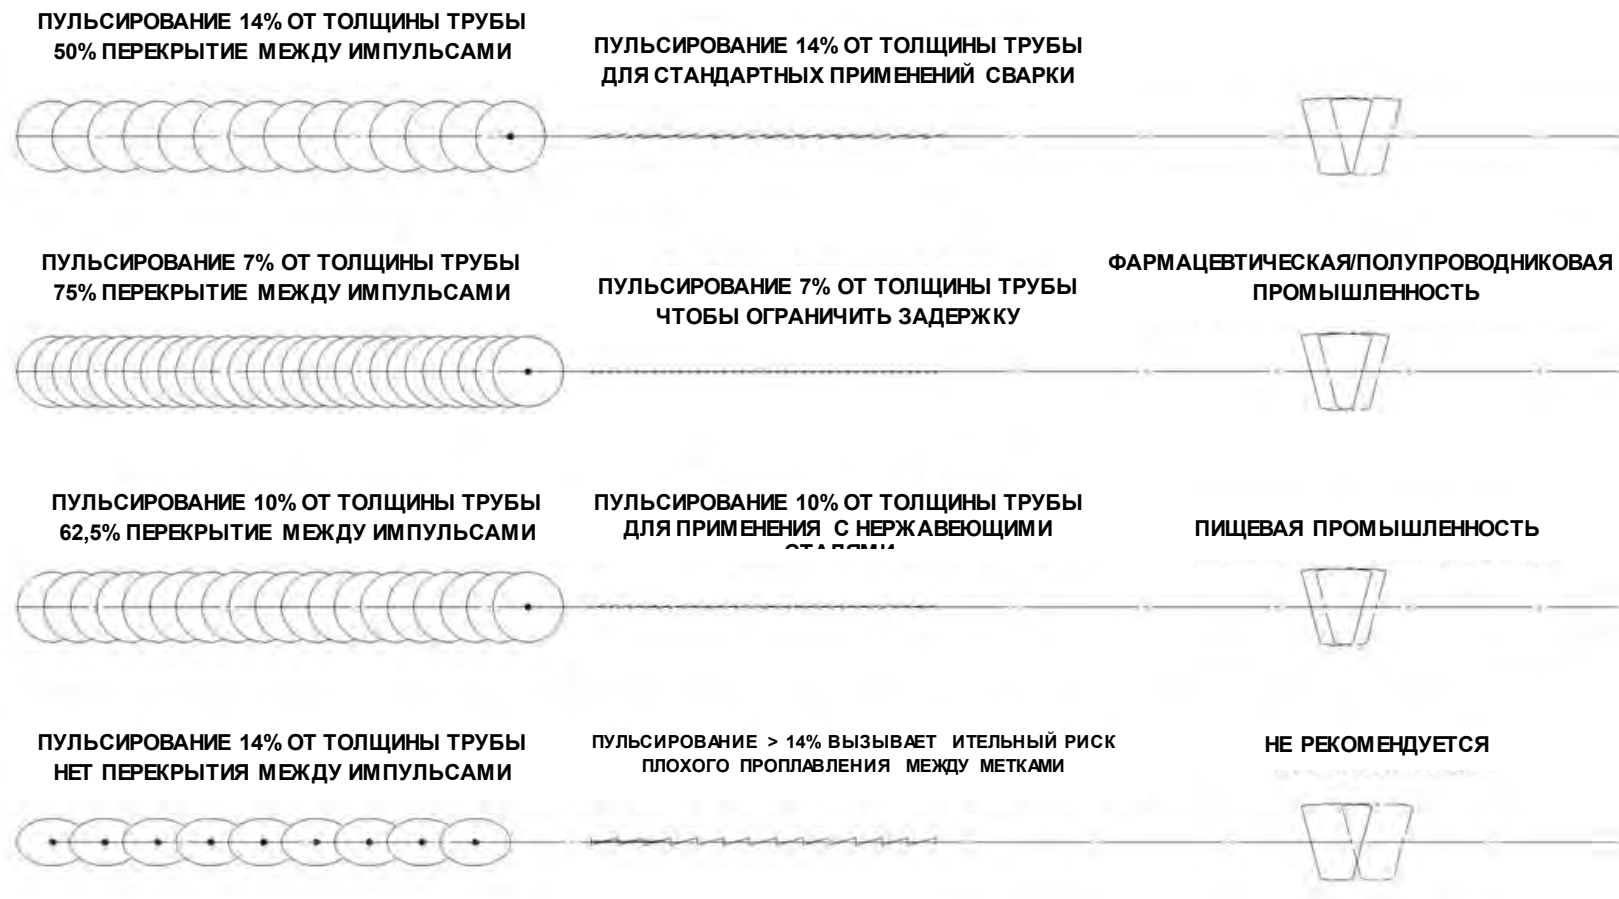 ПУЛЬСИРОВАНИЕ 14% ОТ ТОЛЩИНЫ ТРУБЫ
50% ПЕРЕКРЫТИЕ МЕЖДУ ИМПУЛЬСАМИ
ПУЛЬСИРОВАНИЕ 14% ОТ ТОЛЩИНЫ ТРУБЫ
ДЛЯ СТАНДАРТНЫХ ПРИМЕНЕНИЙ СВАРКИ
ПУЛЬСИРОВАНИЕ 7% ОТ ТОЛЩИНЫ ТРУБЫ
75% ПЕРЕКРЫТИЕ МЕЖДУ ИМПУЛЬСАМИ
ПУЛЬСИРОВАНИЕ 7% ОТ ТОЛЩИНЫ ТРУБЫ
ЧТОБЫ ОГРАНИЧИТЬ ЗАДЕРЖКУ
ФАРМАЦЕВТИЧЕСКАЯ/ПОЛУПРОВОДНИКОВАЯ
ПРОМЫШЛЕННОСТЬ
ПУЛЬСИРОВАНИЕ 10% ОТ ТОЛЩИНЫ ТРУБЫ
62,5% ПЕРЕКРЫТИЕ МЕЖДУ ИМПУЛЬСАМИ
ПУЛЬСИРОВАНИЕ 10% ОТ ТОЛЩИНЫ ТРУБЫ
ДЛЯ ПРИМЕНЕНИЯ С НЕРЖАВЕЮЩИМИ
ПИЩЕВАЯ ПРОМЫШЛЕННОСТЬ
ПУЛЬСИРОВАНИЕ 14% ОТ ТОЛЩИНЫ ТРУБЫ
НЕТ ПЕРЕКРЫТИЯ МЕЖДУ ИМПУЛЬСАМИ
ПУЛЬСИРОВАНИЕ > 14% ВЫЗЫВАЕТ ИТЕЛЬНЫЙ РИСК
ПЛОХОГО ПРОПЛАВЛЕНИЯ МЕЖДУ МЕТКАМИ
НЕ РЕКОМЕНДУЕТСЯ